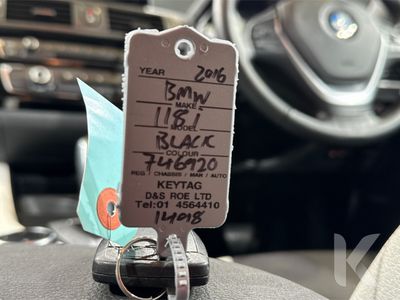 YEAR 2016
BMW
MAKE
118i
MODEL
BLACK
COLOUR
746920
REG / CHASSIS / MAN / AUTO
KEYTAG
D&S ROE LTD
Tel:01 4564410
14098
K